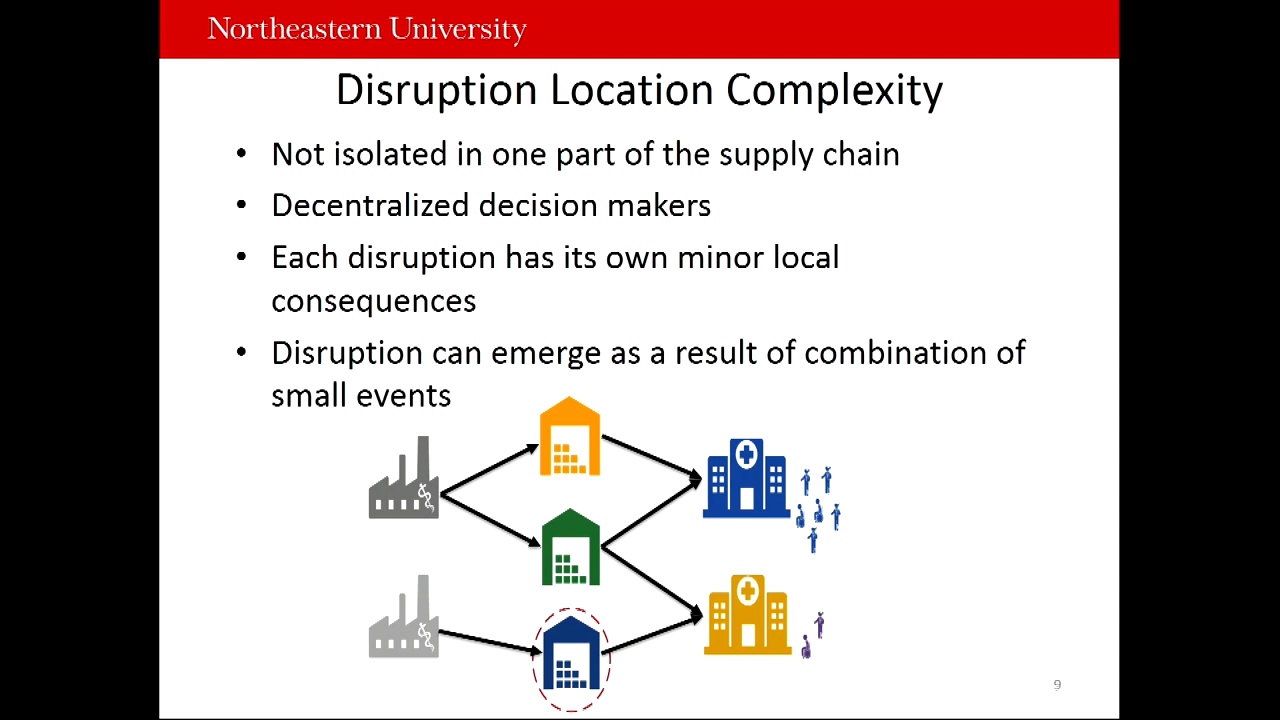 Northeastern University
Disruption Location Complexity
• Not isolated in one part of the supply chain
• Decentralized decision makers
• Each disruption has its own minor local
consequences
• Disruption can emerge as a result of combination of
small events
9